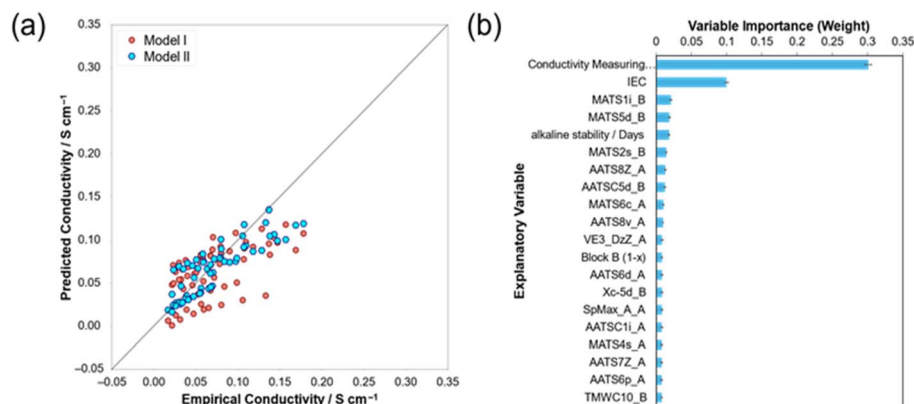 (a)
0.35
0.30
0.25
0.20
0.15
0.10
0.05
0.00
−0.05
Predicted Conductivity / S cm⁻¹
Model I
Model II
−0.05 0.00 0.05 0.10 0.15 0.20 0.25 0.30 0.35
Empirical Conductivity / S cm⁻¹
(b)
Variable Importance (Weight)
0 0.05 0.1 0.15 0.2 0.25 0.3 0.35
Explanatory Variable
Conductivity Measuring...
IEC
MATS1i_B
MATS5d_B
alkaline stability / Days
MATS2s_B
AATS8Z_A
AATSC5d_B
MATS6c_A
AATS8v_A
VE3_DzZ_A
Block B (1-x)
AATS6d_A
Xc-5d_B
SpMax_A_A
AATSC1i_A
MATS4s_A
AATS7Z_A
AATS6p_A
TMWC10_B